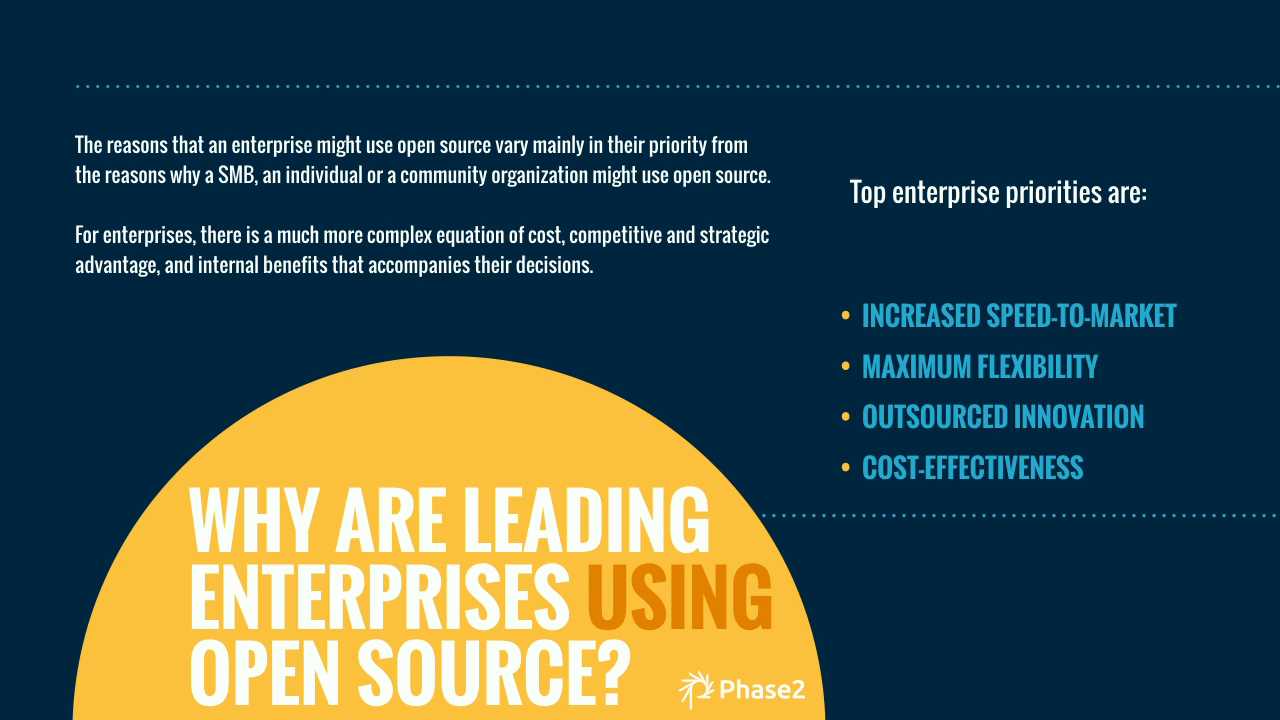 The reasons that an enterprise might use open source vary mainly in their priority from
the reasons why a SMB, an individual or a community organization might use open source.
For enterprises, there is a much more complex equation of cost, competitive and strategic
advantage, and internal benefits that accompanies their decisions.
Top enterprise priorities are:
• INCREASED SPEED-TO-MARKET
• MAXIMUM FLEXIBILITY
• OUTSOURCED INNOVATION
• COST-EFFECTIVENESS
WHY ARE LEADING
ENTERPRISES USING
OPEN SOURCE?
Phase2